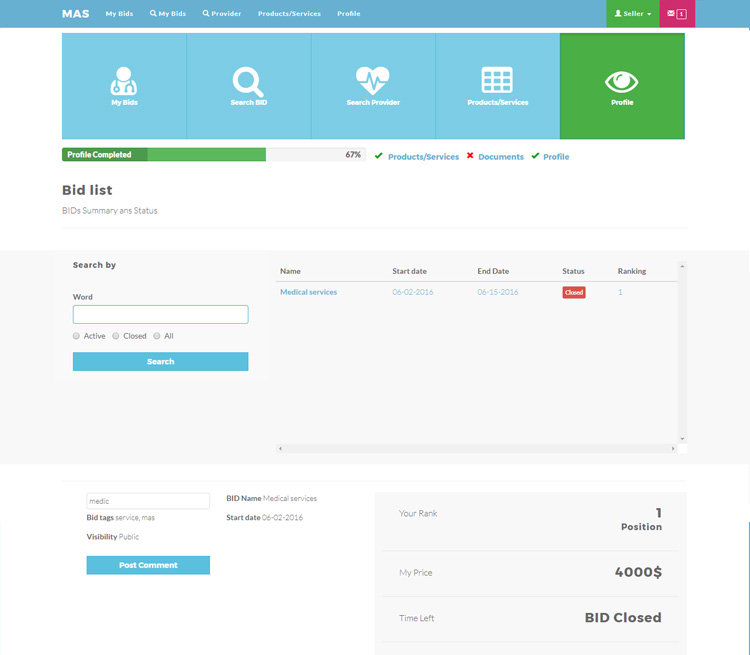 MAS My Bids My Bids Provider Products/Services Profile Seller 1
My Bids Search BID Search Provider Products/Services Profile
Profile Completed 67% Products/Services Documents Profile
Bid list
BIDs Summary ans Status
Search by
Word
Active Closed All
Search
Name Start date End Date Status Ranking
Medical services 06-02-2016 06-15-2016 Closed 1
medic
Bid tags service, mas
Visibility Public
Post Comment
BID Name Medical services
Start date 06-02-2016
Your Rank 1
Position
My Price 4000$
Time Left BID Closed